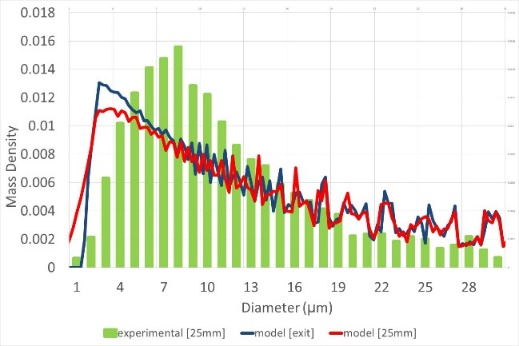 0.018
0.016
0.014
0.012
0.01
0.008
0.006
0.004
0.002
0
Mass Density
1 4 7 10 13 16 19 22 25 28
Diameter (μm)
experimental [25mm] model [exit] model [25mm]